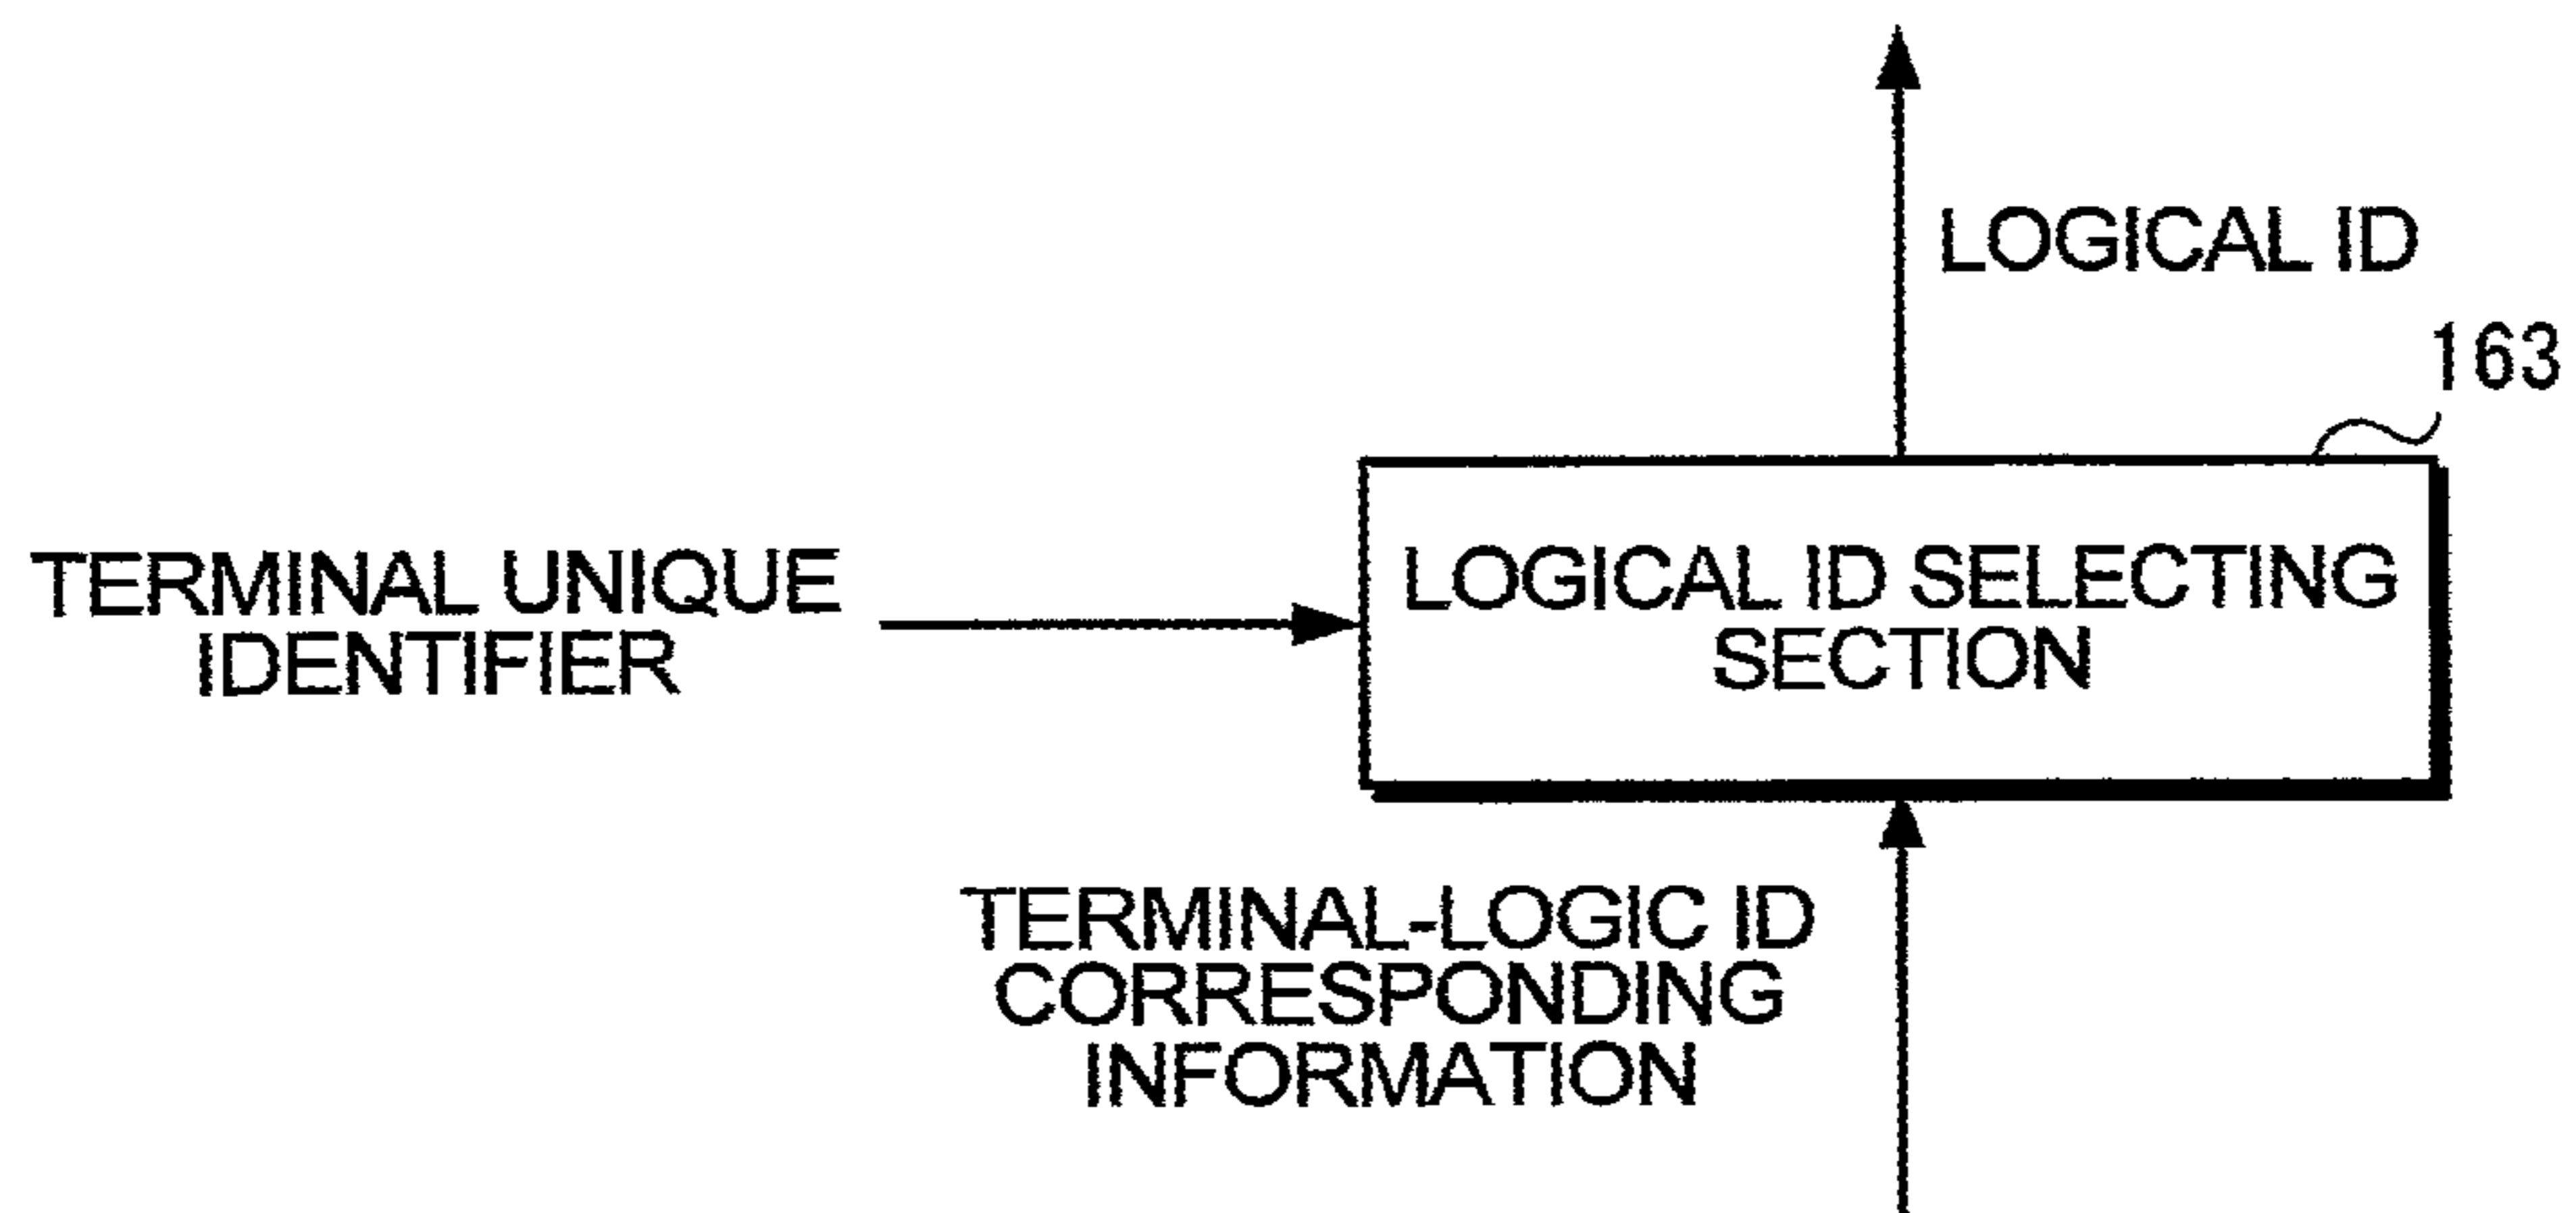 LOGICAL ID
163
TERMINAL UNIQUE
IDENTIFIER
LOGICAL ID SELECTING
SECTION
TERMINAL-LOGIC ID
CORRESPONDING
INFORMATION